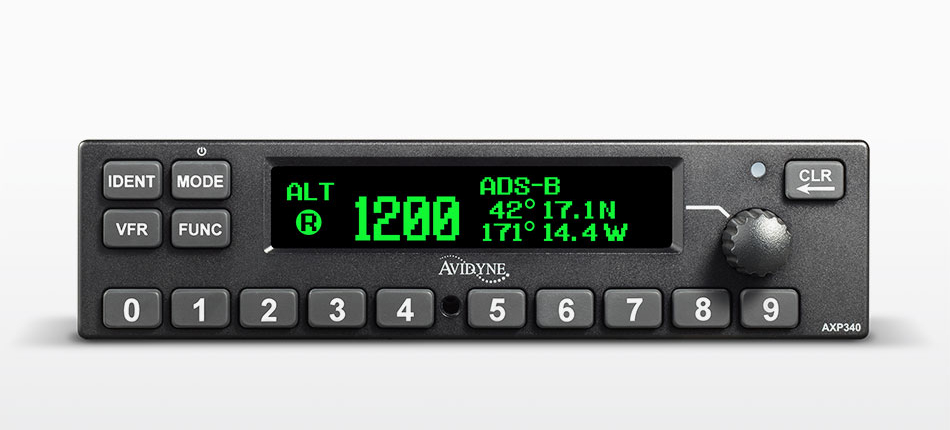 IDENT
MODE
VFR
FUNC
ALT
R
1200
ADS-B
42° 17.1N
171° 14.4W
CLR
AVIDYNE
0 1 2 3 4 5 6 7 8 9
AXP340